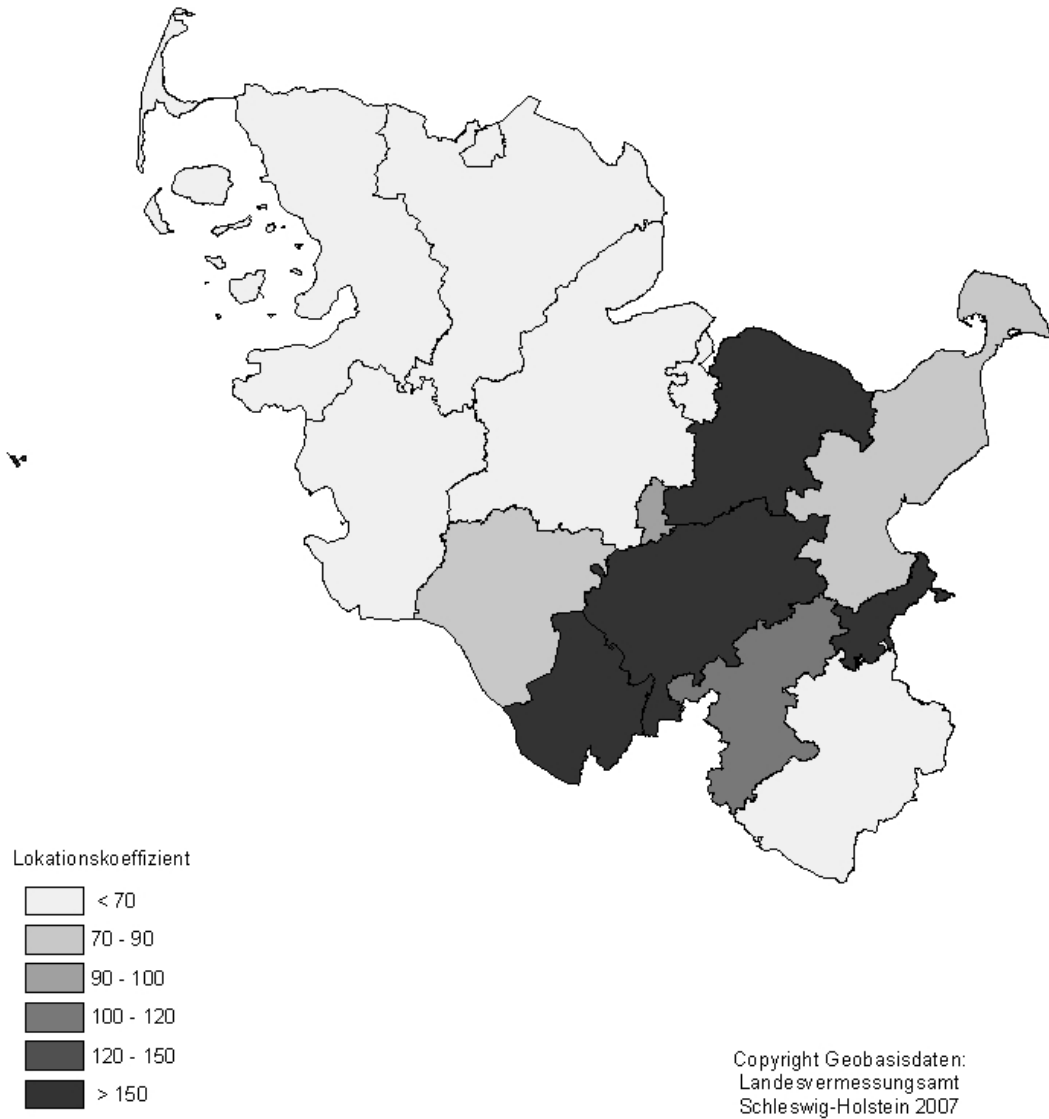 Lokationskoeffizient
< 70
70 - 90
90 - 100
100 - 120
120 - 150
> 150
Copyright Geobasisdaten:
Landesvermessungsamt
Schleswig-Holstein 2007